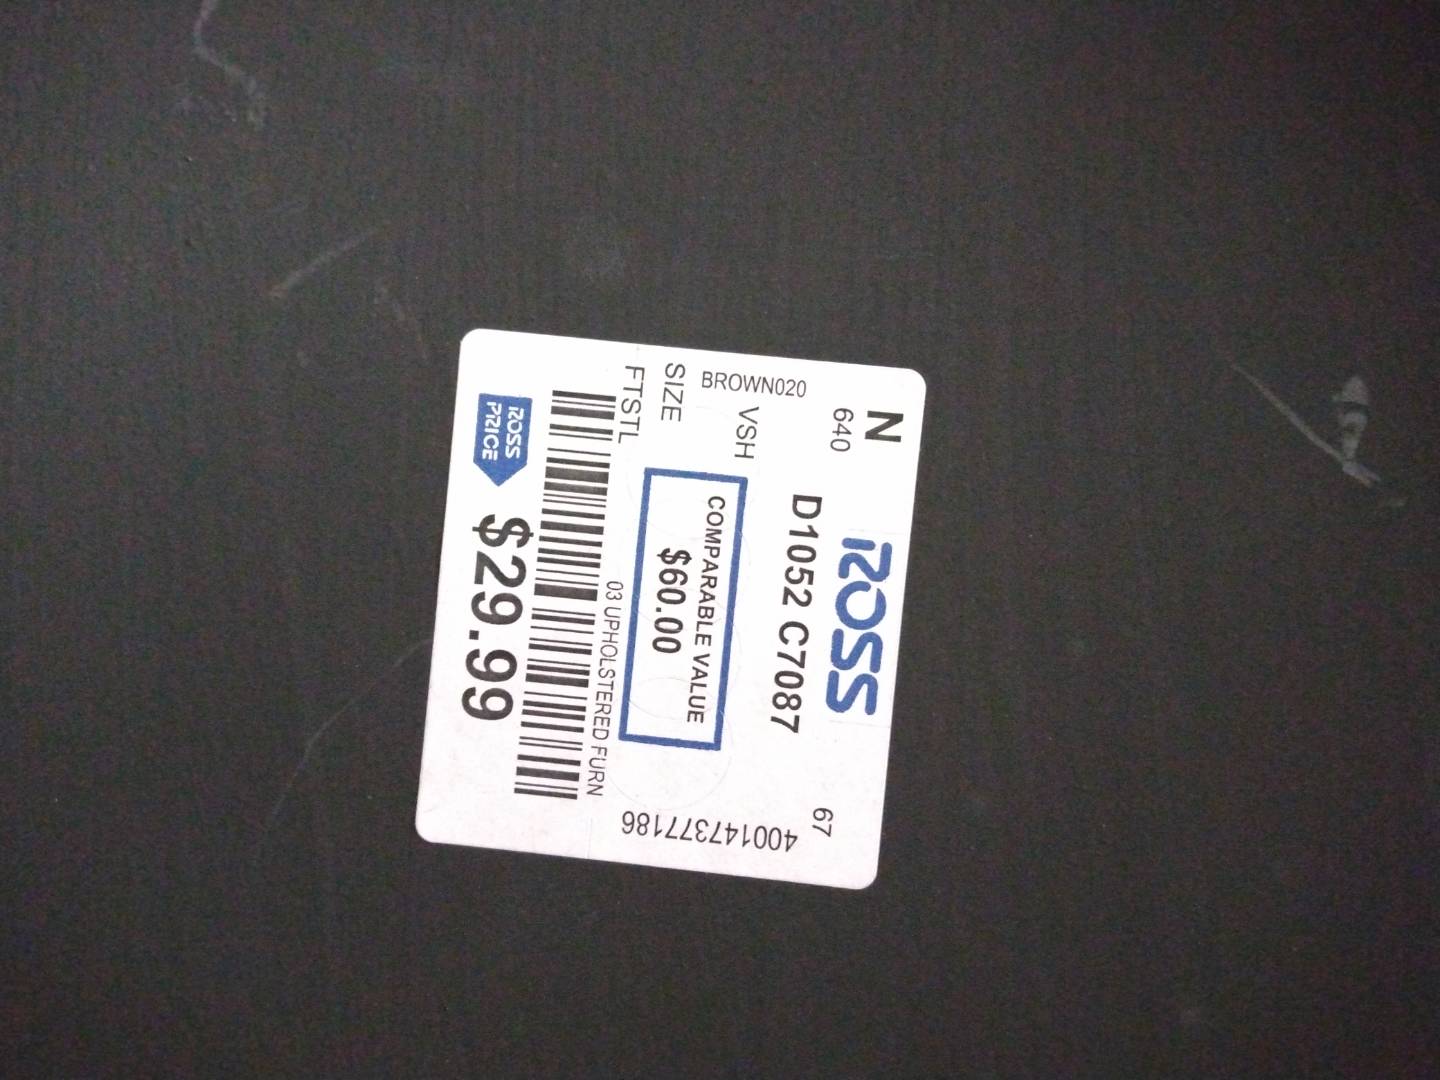 N
ROSS
640
D1052 C7087
67
BROWN020
VSH
400147377186
COMPARABLE VALUE
$60.00
SIZE
FTSTL
03 UPHOLSTERED FURN
ROSS
PRICE
$29.99